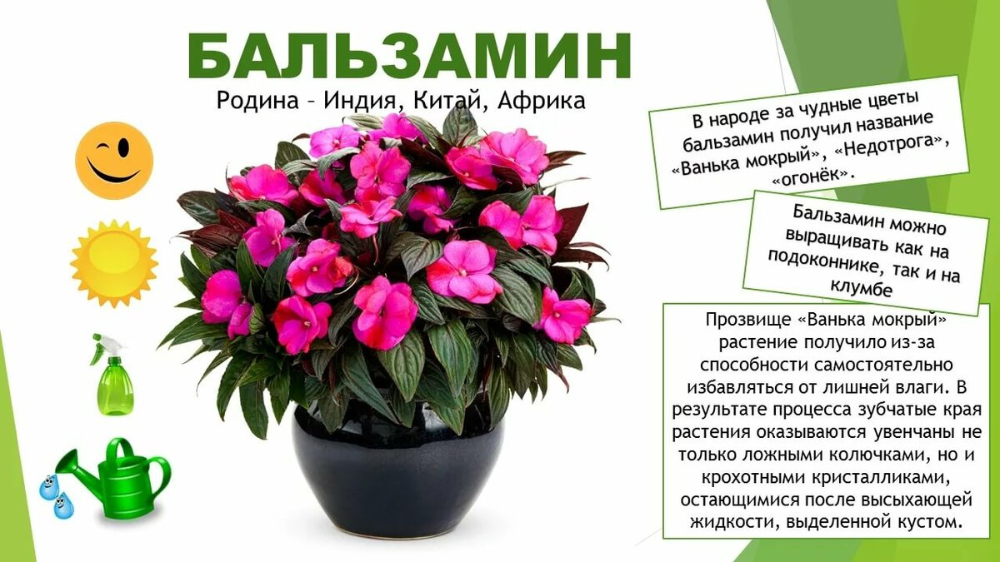 БАЛЬЗАМИН
Родина – Индия, Китай, Африка
В народе за чудные цветы
бальзамин получил название
«Ванька мокрый», «Недотрога»,
«огонёк».
Бальзамин можно
выращивать как на
подоконнике, так и на
клумбе
Прозвище «Ванька мокрый»
растение получило из-за
способности самостоятельно
избавляться от лишней влаги. В
результате процесса зубчатые края
растения оказываются увенчаны не
только ложными колючками, но и
крохотными кристалликами,
остающимися после высыхающей
жидкости, выделенной кустом.